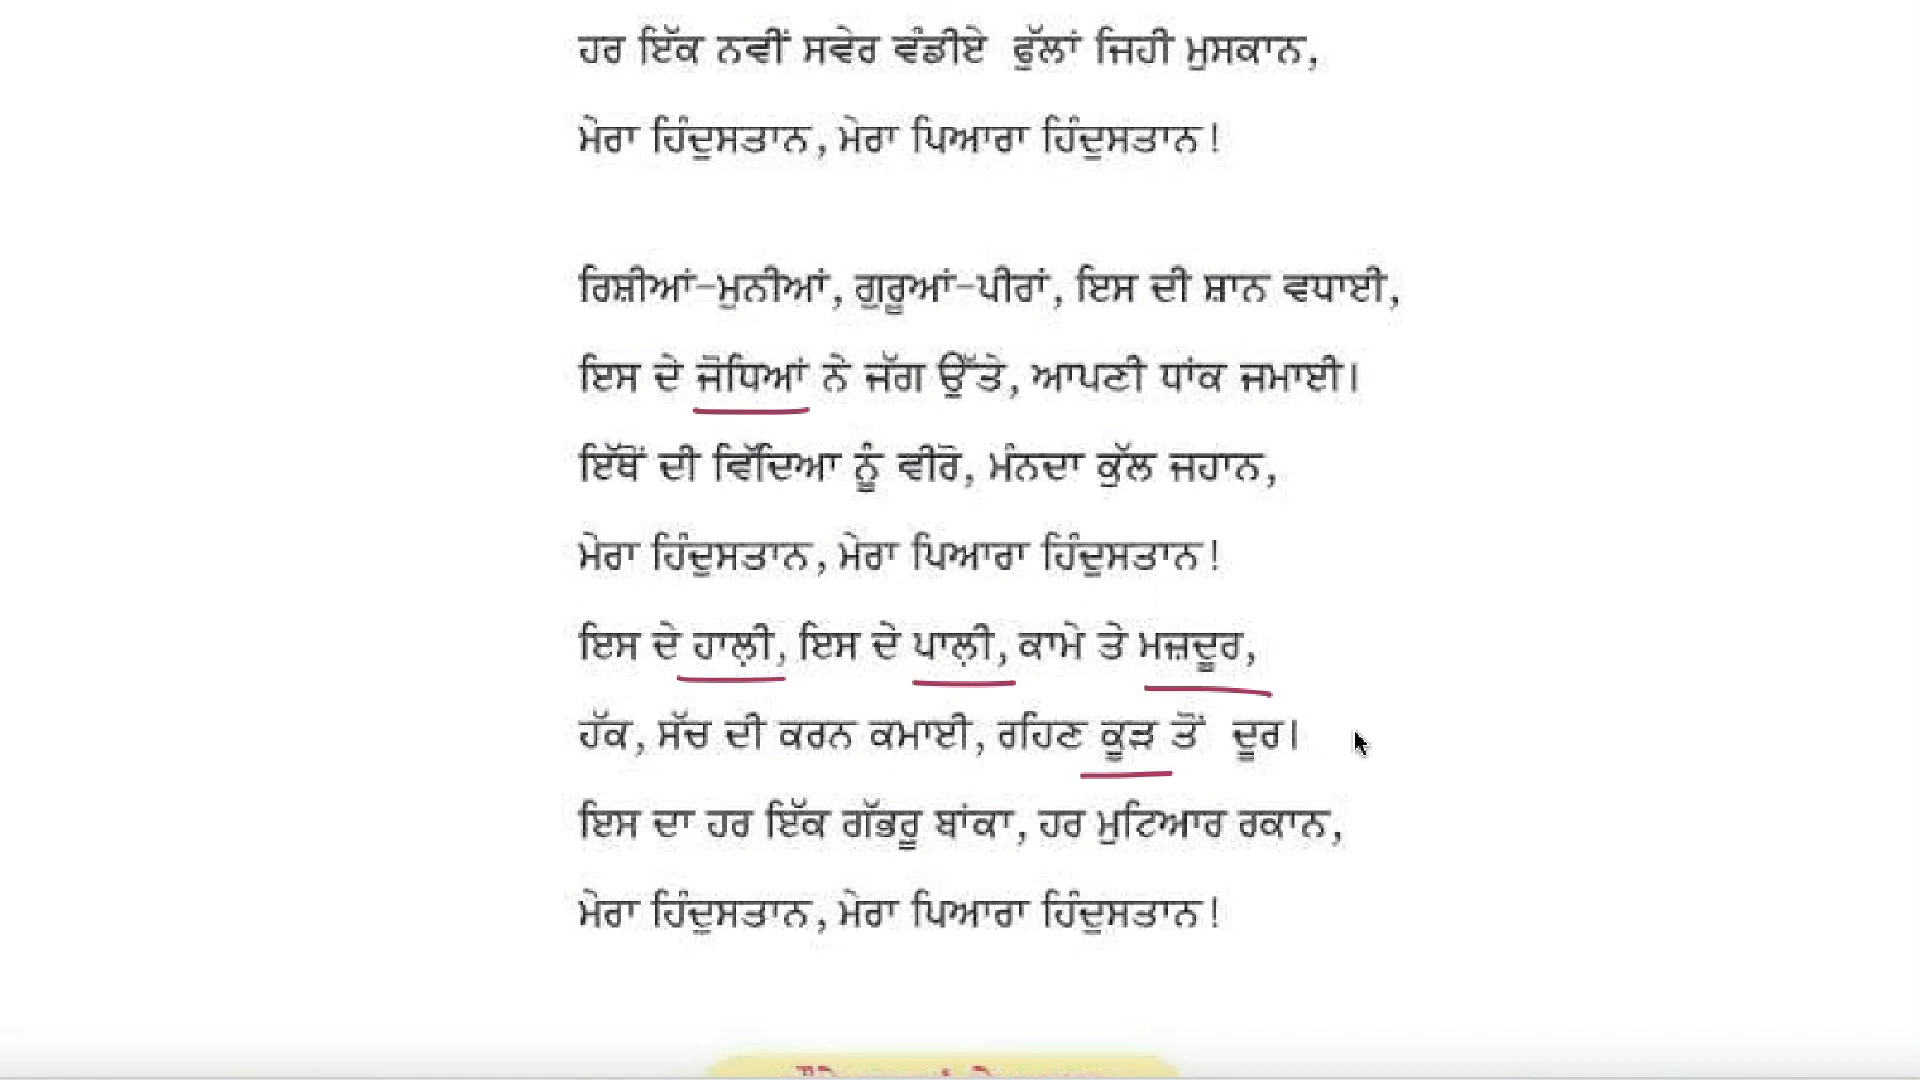 ਹਰ ਇੱਕ ਨਵੀਂ ਸਵੇਰ ਵੰਡੀਏ ਫੁੱਲਾਂ ਜਿਹੀ ਮੁਸਕਾਨ,
ਮੇਰਾ ਹਿੰਦੁਸਤਾਨ, ਮੇਰਾ ਪਿਆਰਾ ਹਿੰਦੁਸਤਾਨ!
ਰਿਸ਼ੀਆਂ-ਮੁਨੀਆਂ, ਗੁਰੂਆਂ-ਪੀਰਾਂ, ਇਸ ਦੀ ਸ਼ਾਨ ਵਧਾਈ,
ਇਸ ਦੇ ਜੋਧਿਆਂ ਨੇ ਜੱਗ ਉੱਤੇ, ਆਪਣੀ ਧਾਂਕ ਜਮਾਈ।
ਇੱਥੋਂ ਦੀ ਵਿੱਦਿਆ ਨੂੰ ਵੀਰੋ, ਮੰਨਦਾ ਕੁੱਲ ਜਹਾਨ,
ਮੇਰਾ ਹਿੰਦੁਸਤਾਨ, ਮੇਰਾ ਪਿਆਰਾ ਹਿੰਦੁਸਤਾਨ!
ਇਸ ਦੇ ਹਾਲ਼ੀ, ਇਸ ਦੇ ਪਾਲ਼ੀ, ਕਾਮੇ ਤੇ ਮਜ਼ਦੂਰ,
ਹੱਕ, ਸੱਚ ਦੀ ਕਰਨ ਕਮਾਈ, ਰਹਿਣ ਕੂੜ ਤੋਂ ਦੂਰ।
ਇਸ ਦਾ ਹਰ ਇੱਕ ਗੱਭਰੂ ਬਾਂਕਾ, ਹਰ ਮੁਟਿਆਰ ਰਕਾਨ,
ਮੇਰਾ ਹਿੰਦੁਸਤਾਨ, ਮੇਰਾ ਪਿਆਰਾ ਹਿੰਦੁਸਤਾਨ!